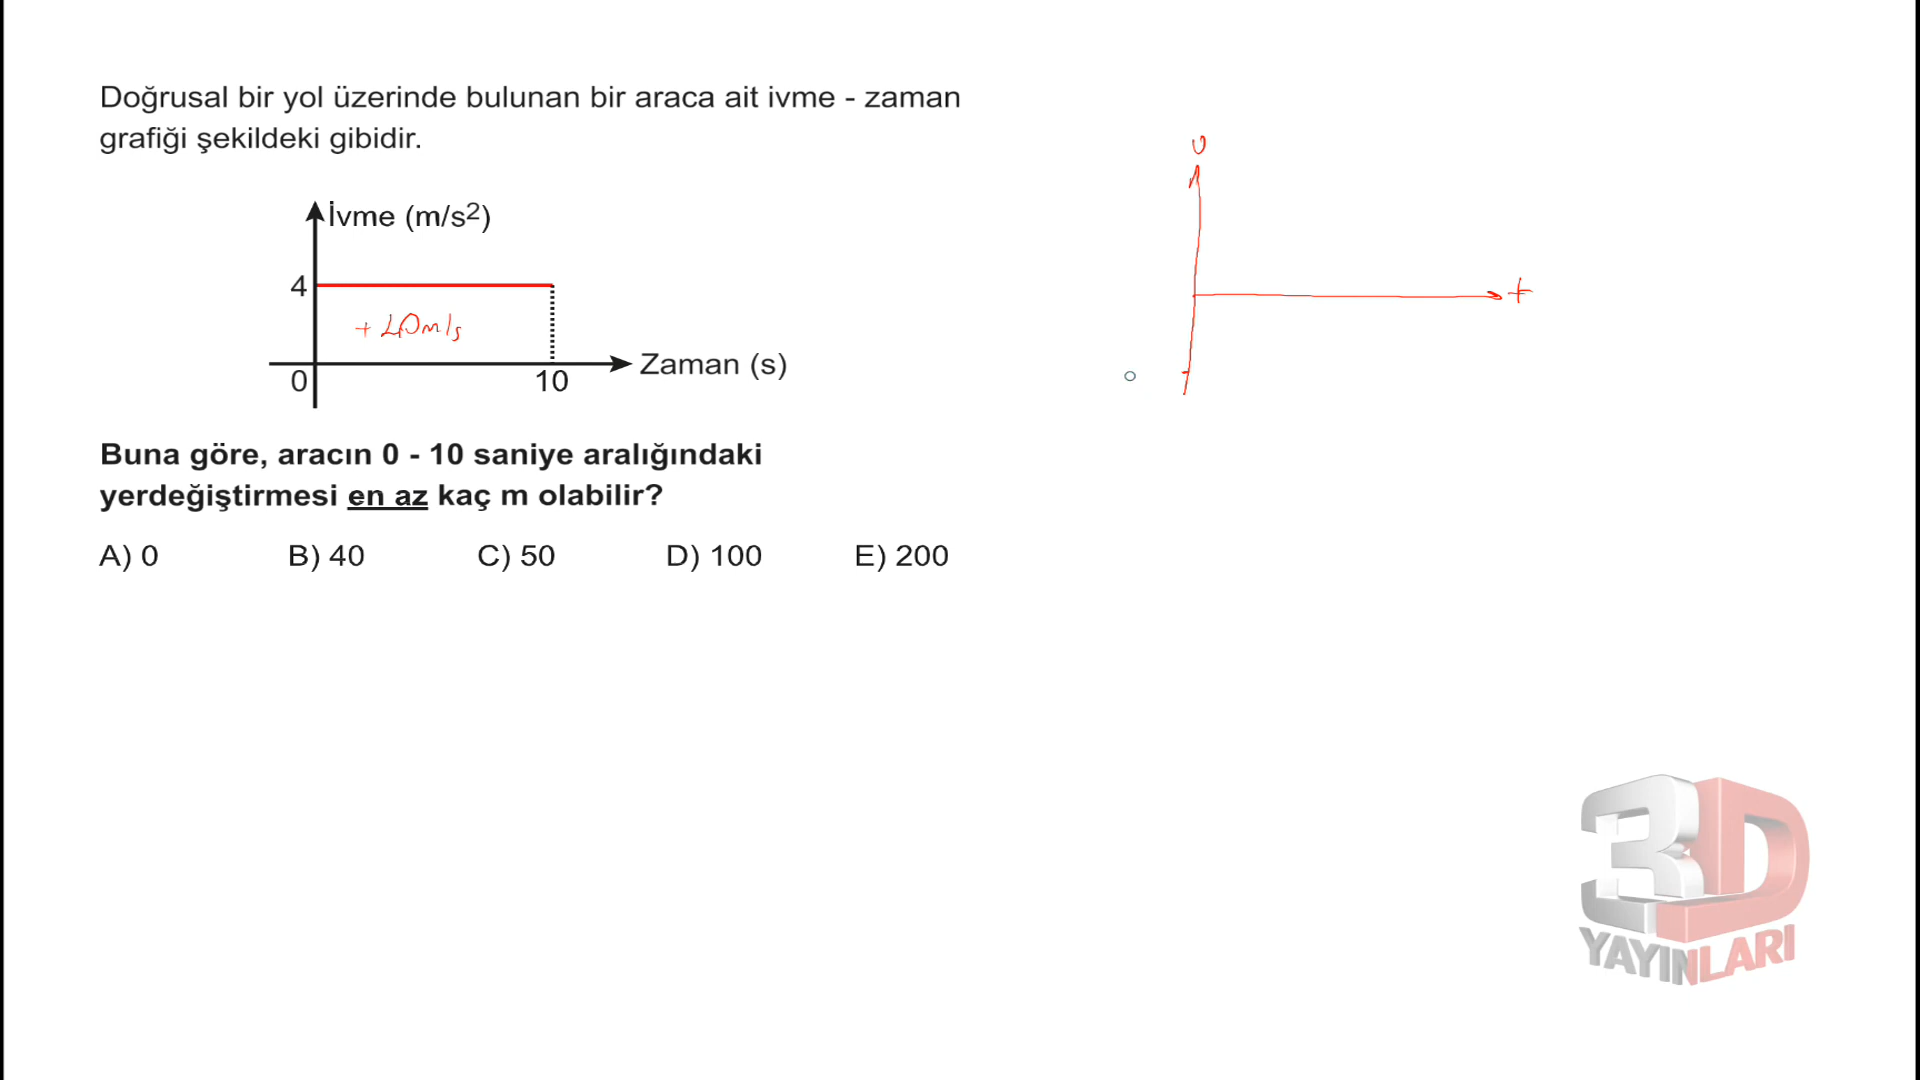 Doğrusal bir yol üzerinde bulunan bir araca ait ivme - zaman
grafiği şekildeki gibidir.
İvme (m/s2)
4
+ 40m/s
0
10
Zaman (s)
Buna göre, aracın 0 - 10 saniye aralığındaki
yerdeğiştirmesi en az kaç m olabilir?
A) 0 B) 40 C) 50 D) 100 E) 200
υ
t
3D
YAYINLARI